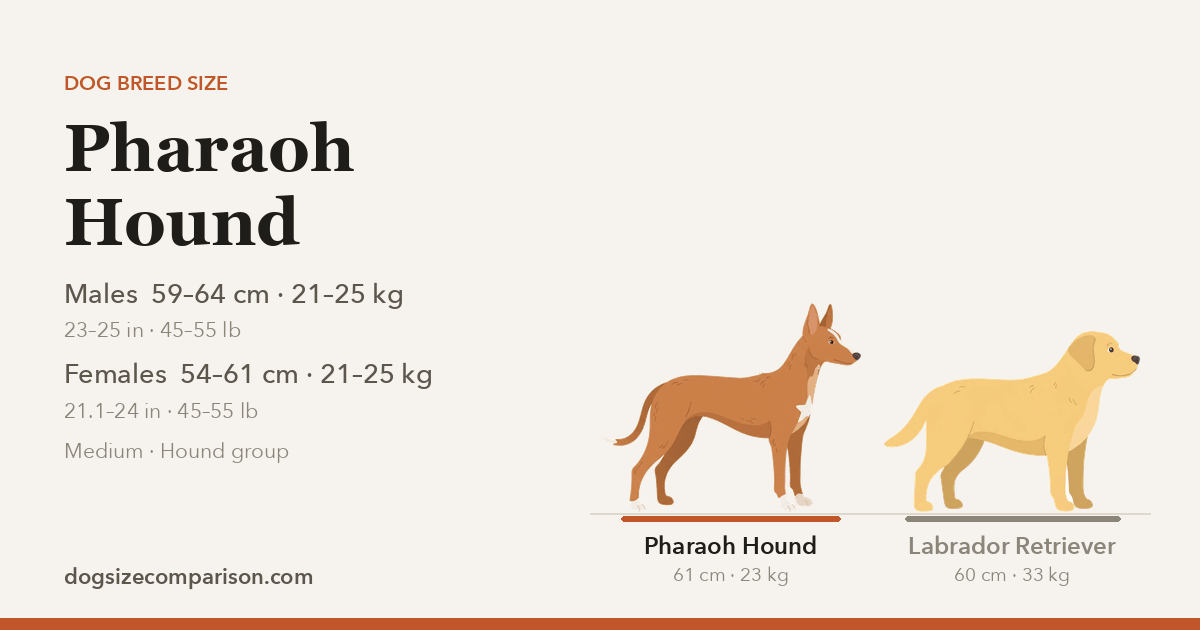 DOG BREED SIZE
Pharaoh
Hound
Males 59–64 cm · 21–25 kg
23–25 in · 45–55 lb
Females 54–61 cm · 21–25 kg
21.1–24 in · 45–55 lb
Medium · Hound group
dogsizecomparison.com
Pharaoh Hound
61 cm · 23 kg
Labrador Retriever
60 cm · 33 kg